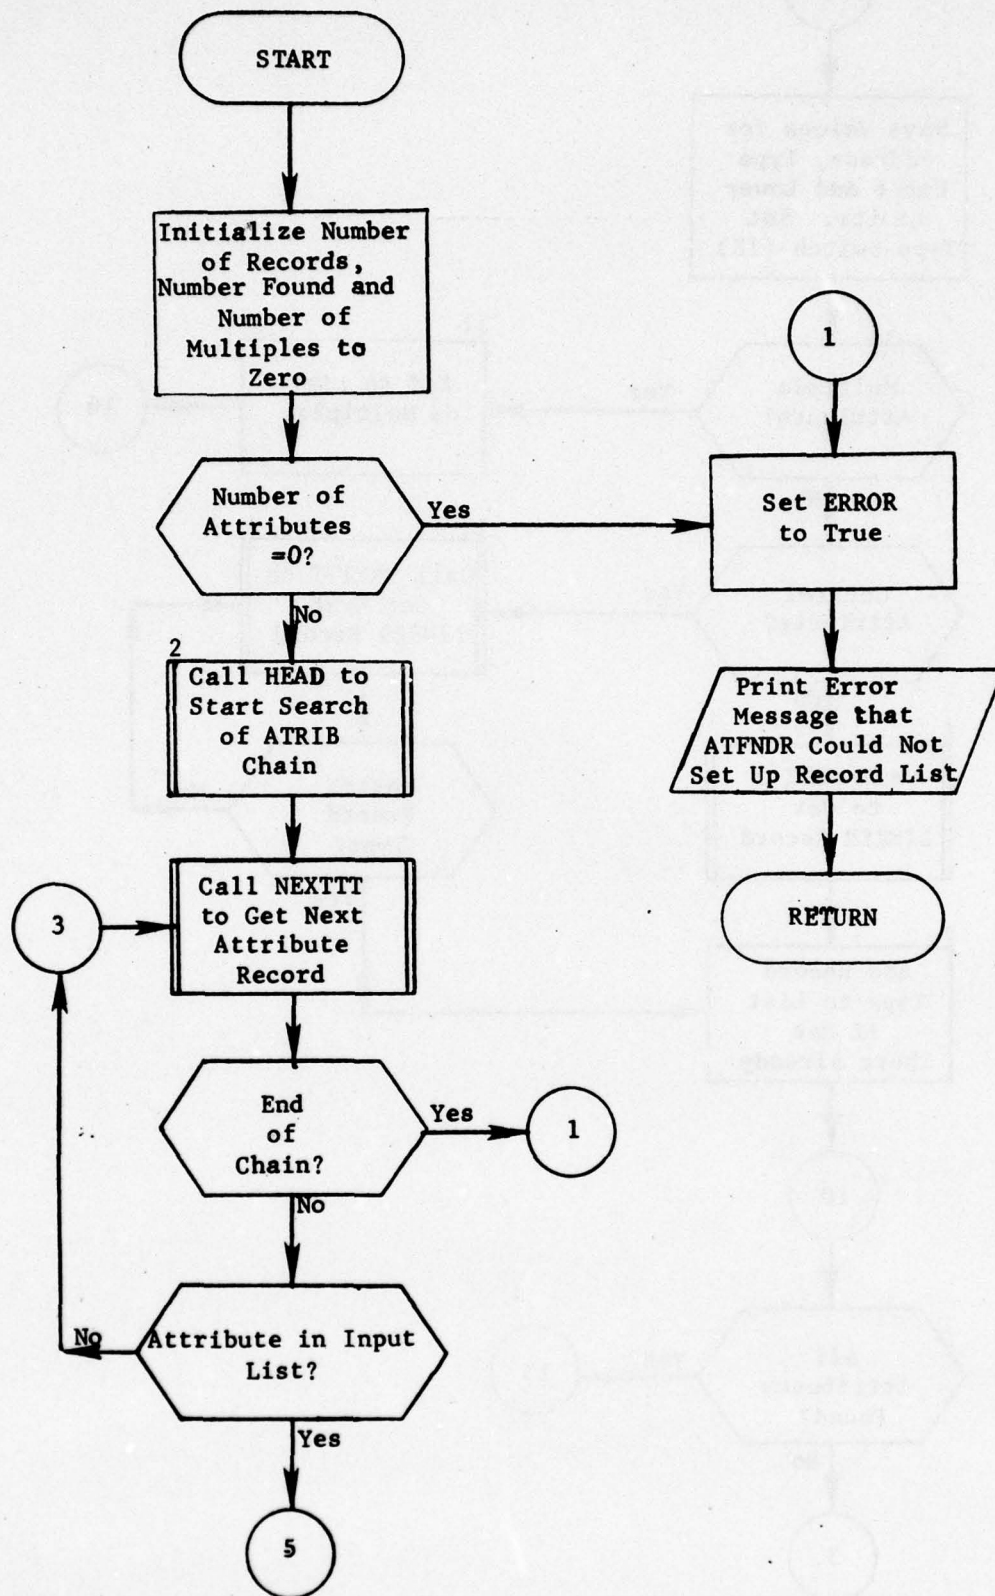 START
Initialize Number
of Records,
Number Found and
Number of
Multiples to
Zero
Number of
Attributes
=0?
Yes
No
1
Set ERROR
to True
Print Error
Message that
ATFNDR Could Not
Set Up Record List
RETURN
2
Call HEAD to
Start Search
of ATRIB
Chain
3
Call NEXTTT
to Get Next
Attribute
Record
End
of
Chain?
Yes
1
No
No
Attribute in Input
List?
Yes
5